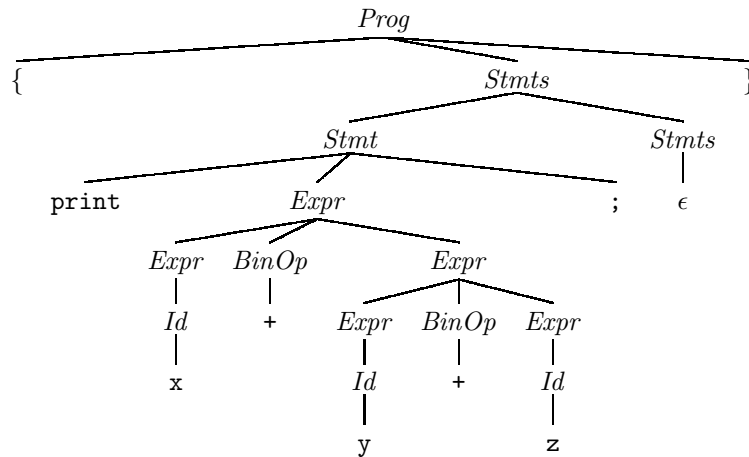 Prog
{ Stmts }
Stmt Stmts
print Expr ; ϵ
Expr BinOp Expr
Id + Expr BinOp Expr
x Id + Id
y z